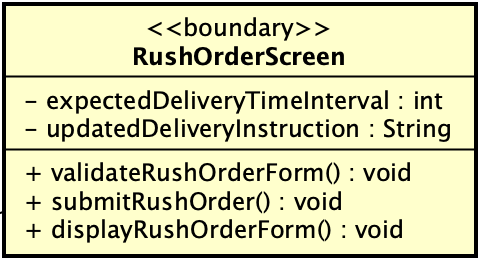 <<boundary>>
RushOrderScreen
- expectedDeliveryTimeInterval : int
- updatedDeliveryInstruction : String
+ validateRushOrderForm() : void
+ submitRushOrder() : void
+ displayRushOrderForm() : void